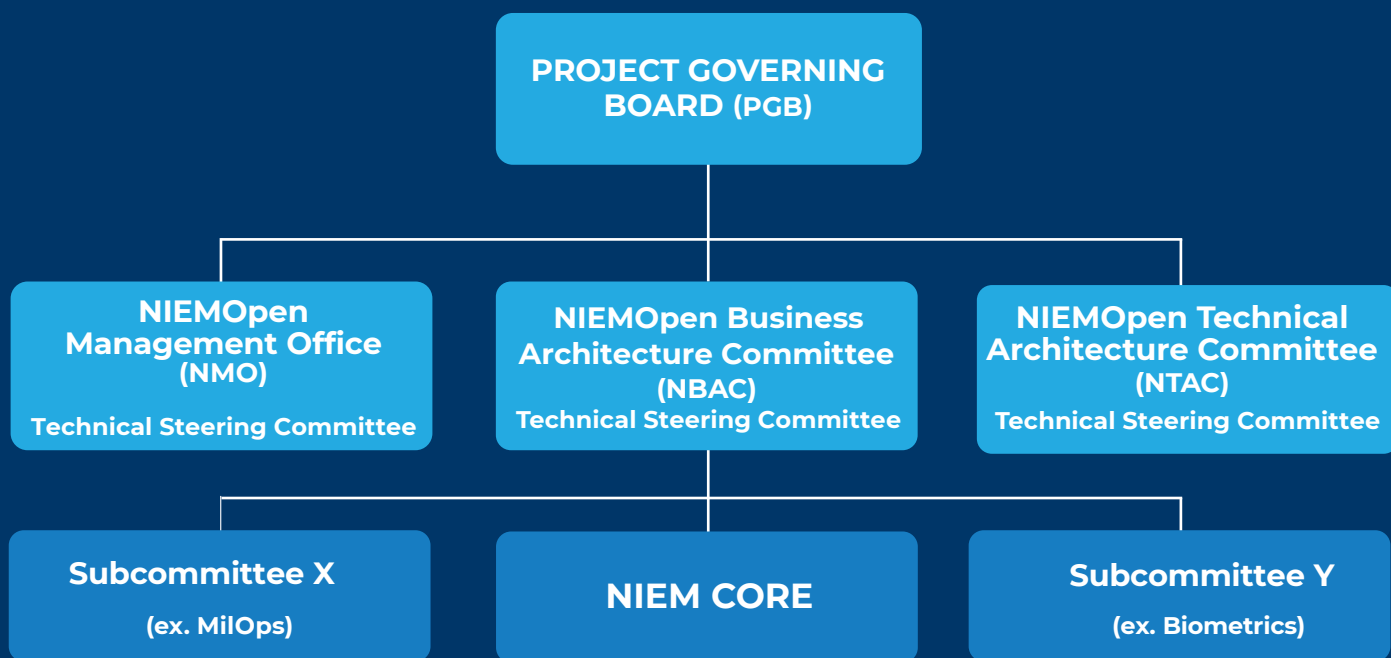 PROJECT GOVERNING
BOARD (PGB)
NIEMOpen
Management Office
(NMO)
Technical Steering Committee
NIEMOpen Business
Architecture Committee
(NBAC)
Technical Steering Committee
NIEMOpen Technical
Architecture Committee
(NTAC)
Technical Steering Committee
Subcommittee X
(ex. MilOps)
NIEM CORE
Subcommittee Y
(ex. Biometrics)